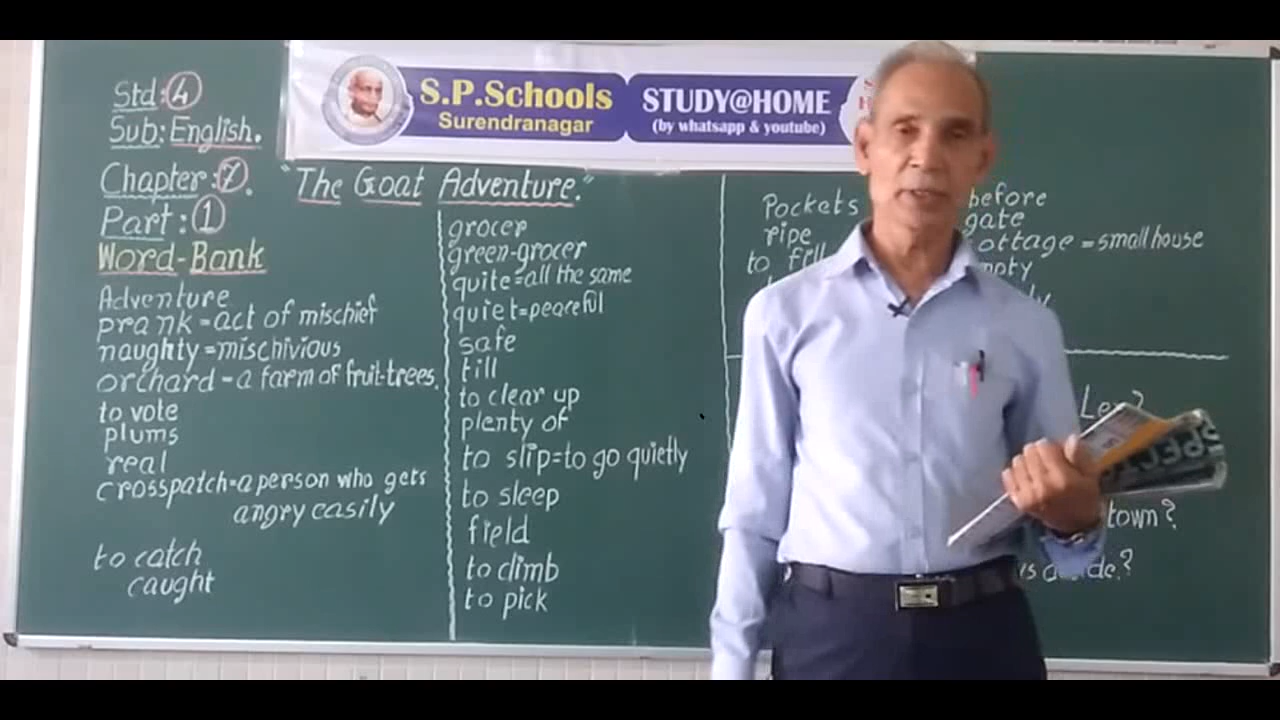 Std: 4
Sub: English.
S.P.Schools
Surendranagar
STUDY@HOME
(by whatsapp & youtube)
Chapter: 7. "The Goat Adventure."
Part: 1
Word-Bank
Adventure
prank = act of mischief
naughty = mischivious
orchard = a farm of fruit-trees.
to vote
plums
real
crosspatch = a person who gets
angry easily
to catch
caught
grocer
green-grocer
quite = all the same
quiet = peaceful
safe
till
to clear up
plenty of
to slip = to go quietly
to sleep
field
to climb
to pick
Pockets
ripe
to
before
gate
ottage = small house
town?